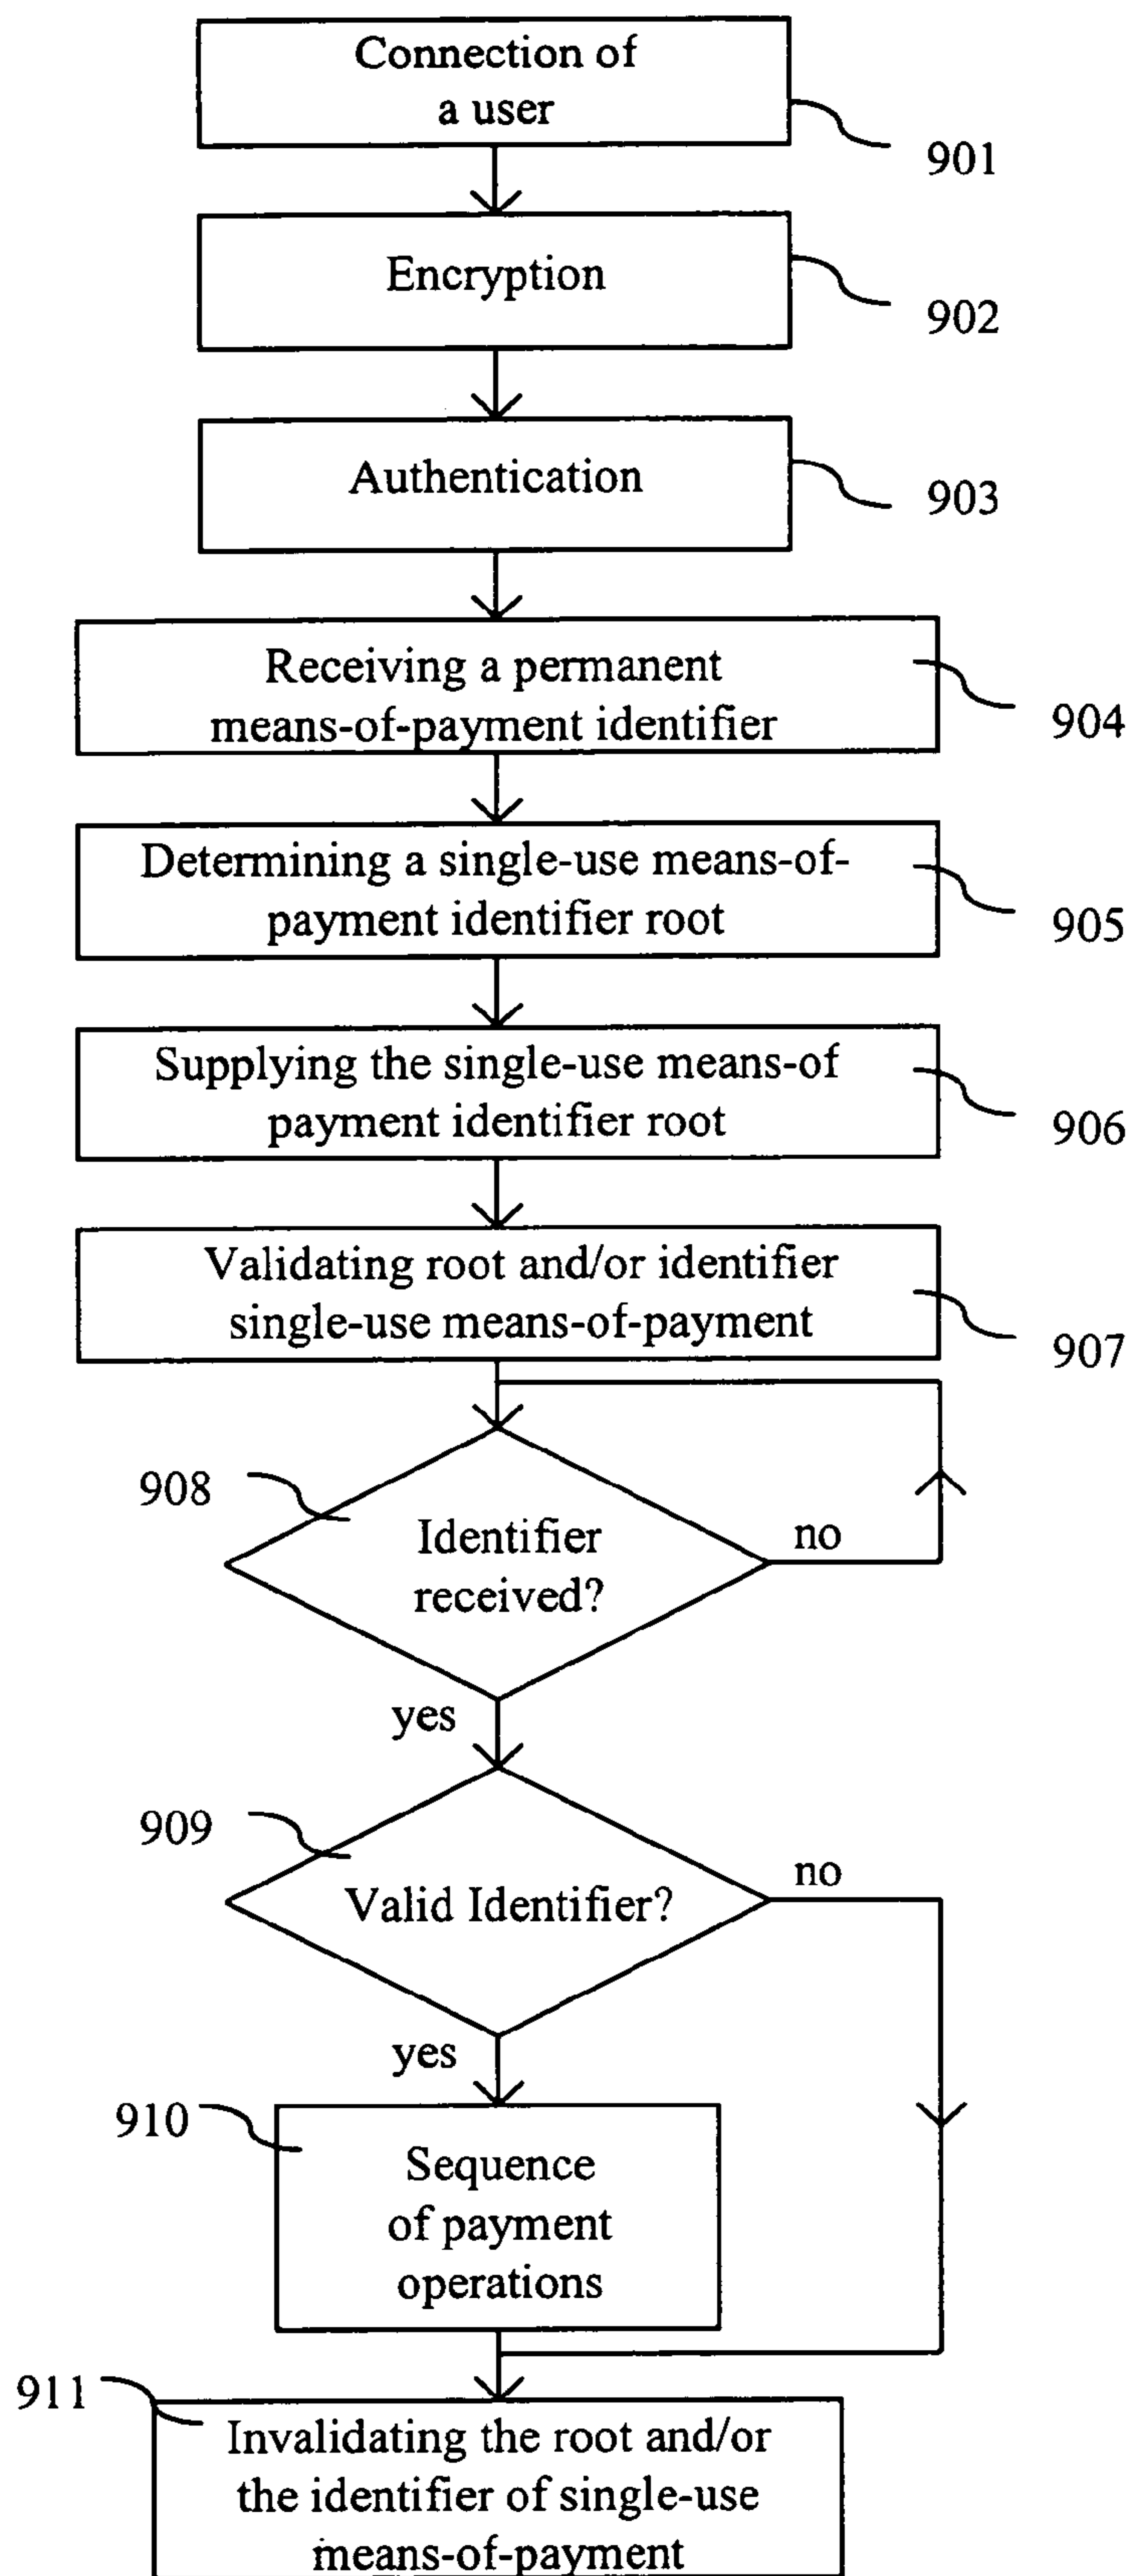 Connection of
a user
901
Encryption
902
Authentication
903
Receiving a permanent
means-of-payment identifier
904
Determining a single-use means-of-
payment identifier root
905
Supplying the single-use means-of
payment identifier root
906
Validating root and/or identifier
single-use means-of-payment
907
908
Identifier
received?
no
yes
909
Valid Identifier?
no
yes
910
Sequence
of payment
operations
911
Invalidating the root and/or
the identifier of single-use
means-of-payment